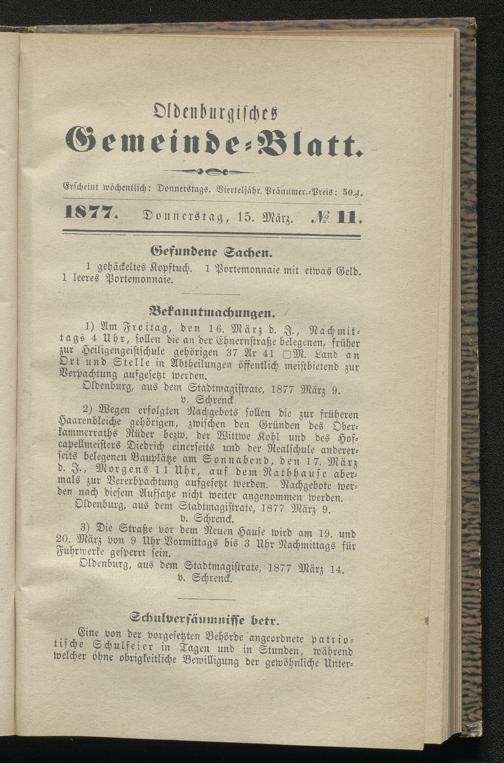 Oldenburgisches
Gemeinde-Blatt.
Erscheint wöchentlich: Donnerstags. Vierteljähr. Pränumer.-Preis: 50 ₰.
1877. Donnerstag, 15. März. № 11.
Gefundene Sachen.
1 gehäckeltes Kopftuch. 1 Portemonnaie mit etwas Geld.
1 leeres Portemonnaie.
Bekanntmachungen.
1) Am Freitag, den 16. März d. J., Nachmit-
tags 4 Uhr, sollen die an der Ehnernstraße belegenen, früher
zur Heiligengeistschule gehörigen 37 Ar 41 □M. Land an
Ort und Stelle in Abtheilungen öffentlich meistbietend zur
Verpachtung aufgesetzt werden.
Oldenburg, aus dem Stadtmagistrate, 1877 März 9.
v. Schrenck.
2) Wegen erfolgten Nachgebots sollen die zur früheren
Haarenbleiche gehörigen, zwischen den Gründen des Ober-
kammerraths Rüder bezw. der Wittwe Kohl und des Hof-
capellmeisters Diedrich einerseits und der Realschule anderer-
seits belegenen Bauplätze am Sonnabend, den 17. März
d. J., Morgens 11 Uhr, auf dem Rathhause aber-
mals zur Vererbpachtung aufgesetzt werden. Nachgebote wer-
den nach diesem Aufsatze nicht weiter angenommen werden.
Oldenburg, aus dem Stadtmagistrate, 1877 März 9.
v. Schrenck.
3) Die Straße vor dem Neuen Hause wird am 19. und
20. März von 9 Uhr Vormittags bis 3 Uhr Nachmittags für
Fuhrwerke gesperrt sein.
Oldenburg, aus dem Stadtmagistrate, 1877 März 14.
v. Schrenck.
Schulversäumnisse betr.
Eine von der vorgesetzten Behörde angeordnete patrio-
tische Schulfeier in Tagen und in Stunden, während
welcher ohne obrigkeitliche Bewilligung der gewöhnliche Unter-